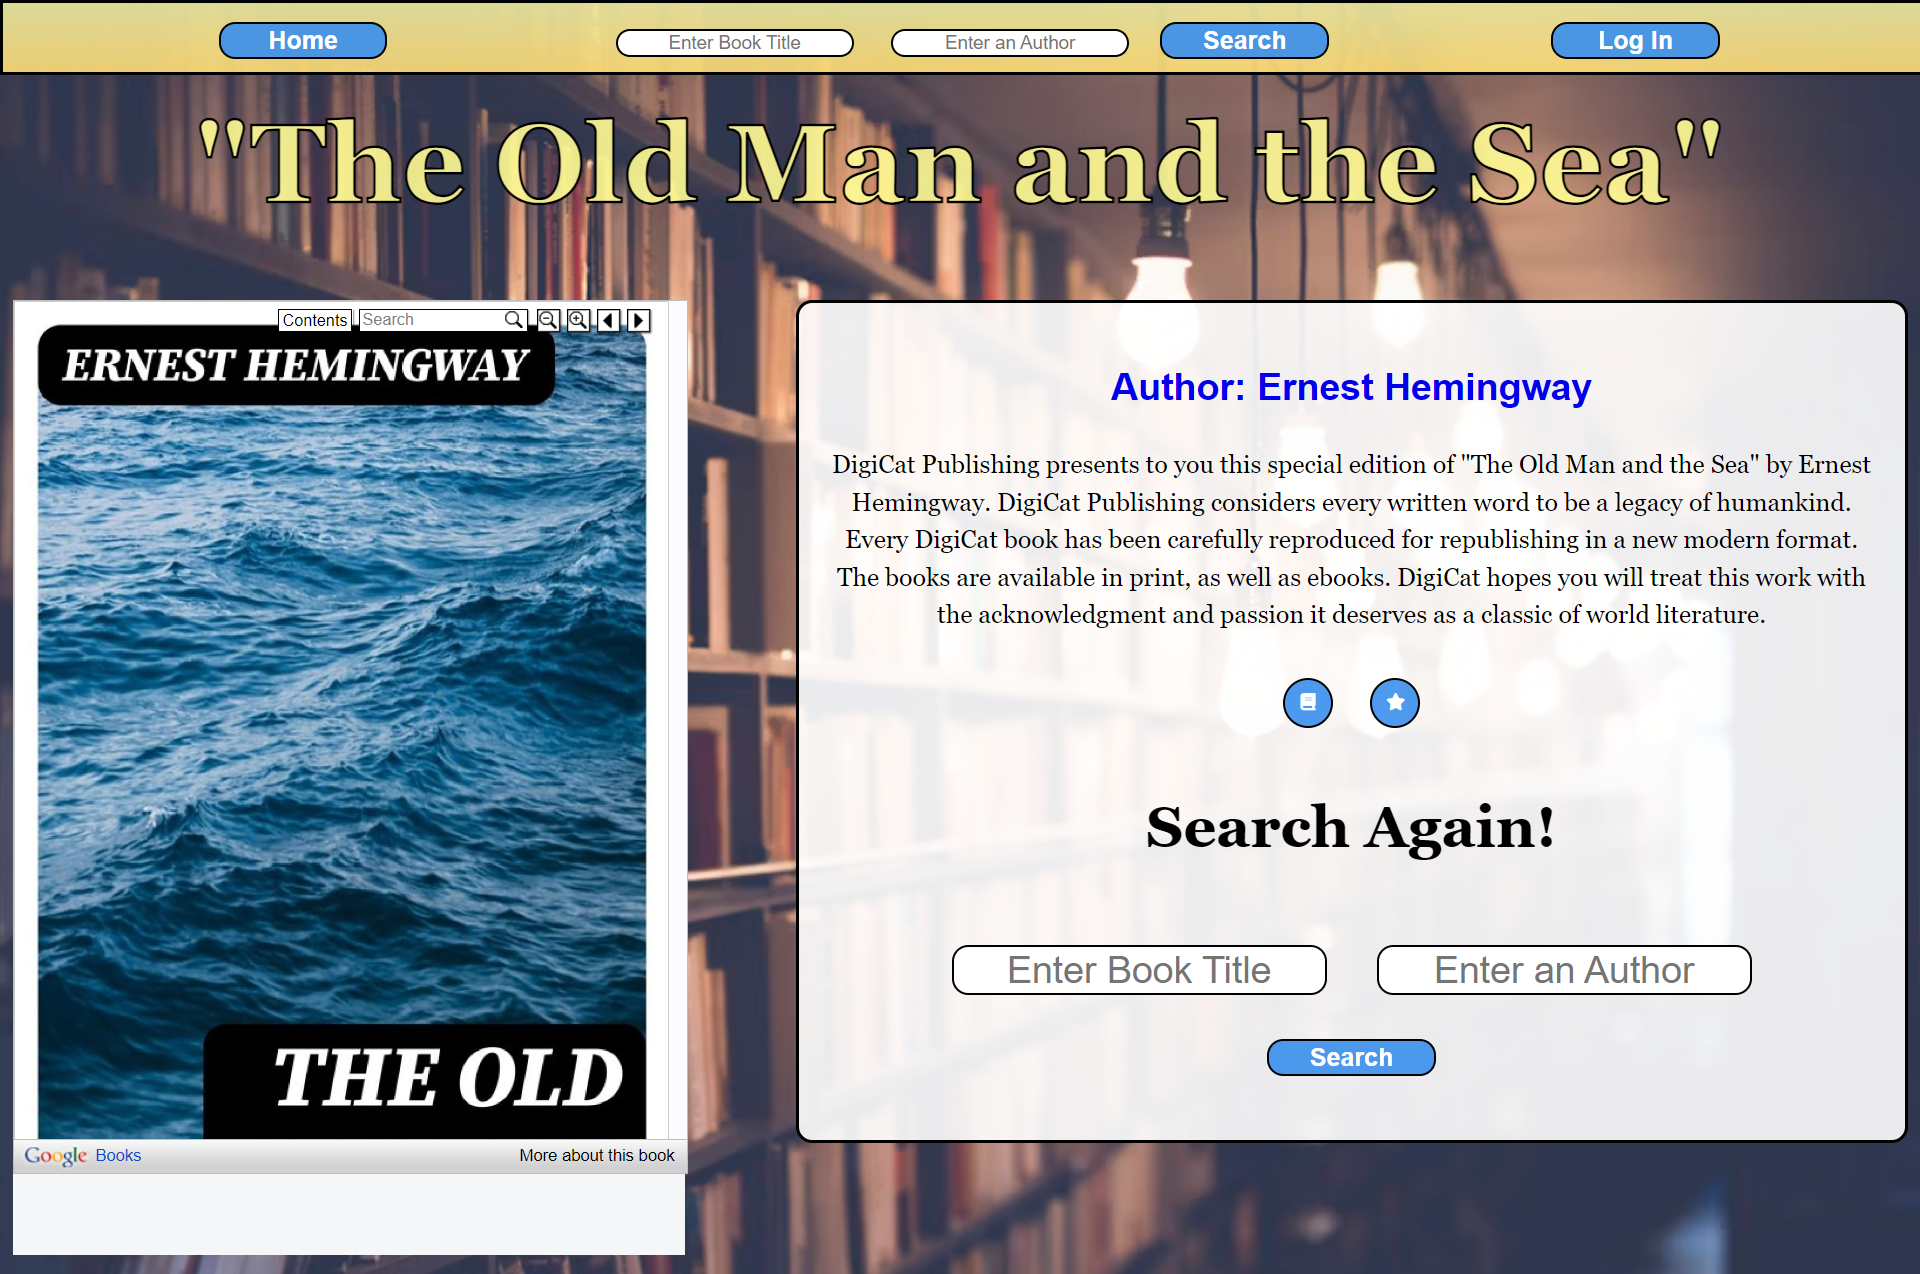 Home
Enter Book Title
Enter an Author
Search
Log In
"The Old Man and the Sea"
Contents
Search
ERNEST HEMINGWAY
THE OLD
Google Books
More about this book
Author: Ernest Hemingway
DigiCat Publishing presents to you this special edition of "The Old Man and the Sea" by Ernest
Hemingway. DigiCat Publishing considers every written word to be a legacy of humankind.
Every DigiCat book has been carefully reproduced for republishing in a new modern format.
The books are available in print, as well as ebooks. DigiCat hopes you will treat this work with
the acknowledgment and passion it deserves as a classic of world literature.
Search Again!
Enter Book Title
Enter an Author
Search